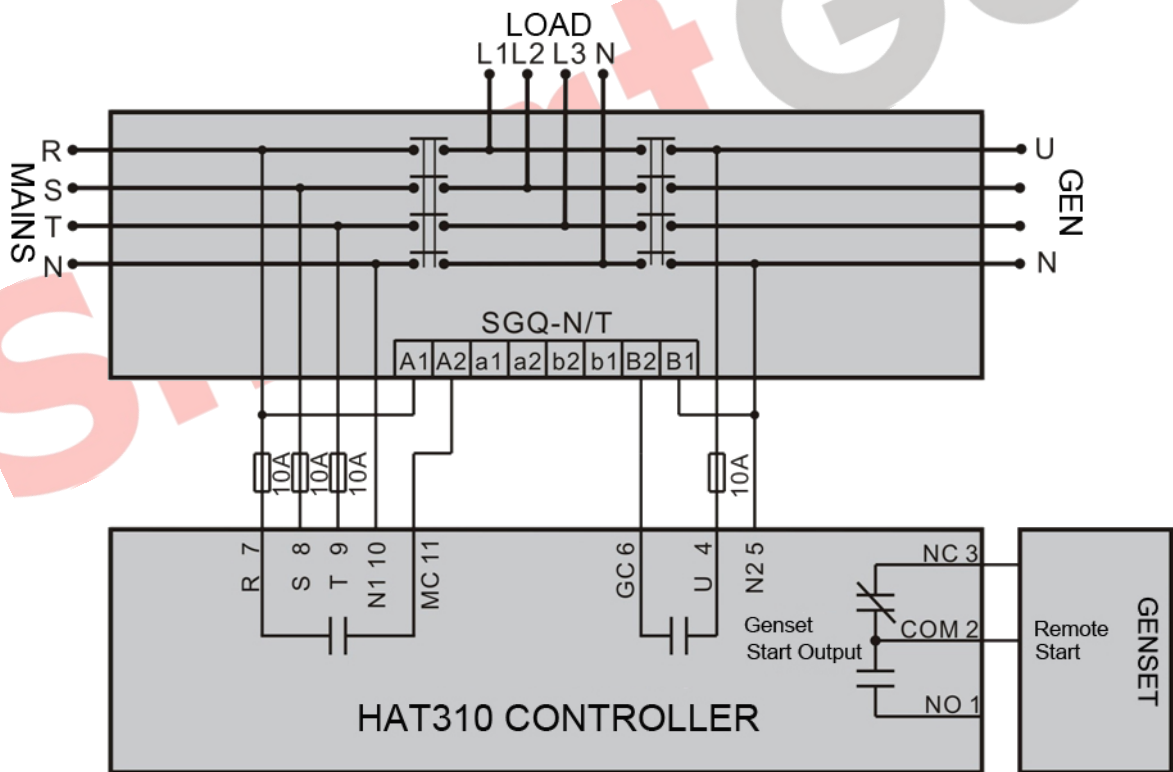 LOAD
L1 L2 L3 N
MAINS
R
S
T
N
U
N
GEN
SGQ-N/T
A1 A2 a1 a2 b2 b1 B2 B1
10A 10A 10A 10A
R 7
S 8
T 9
N1 10
MC 11
GC 6
U 4
N2 5
NC 3
COM 2
NO 1
Genset
Start Output
Remote
Start
GENSET
HAT310 CONTROLLER